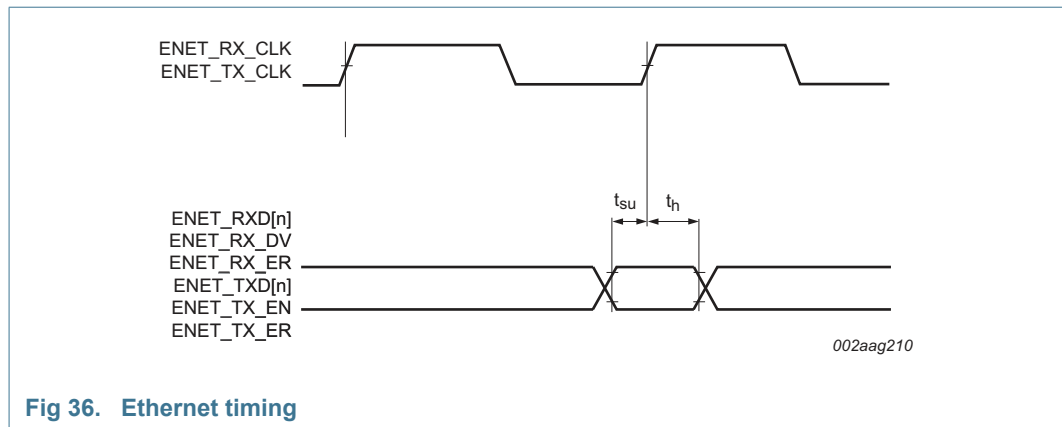 ENET_RX_CLK
ENET_TX_CLK
tsu
th
ENET_RXD[n]
ENET_RX_DV
ENET_RX_ER
ENET_TXD[n]
ENET_TX_EN
ENET_TX_ER
002aag210
Fig 36. Ethernet timing